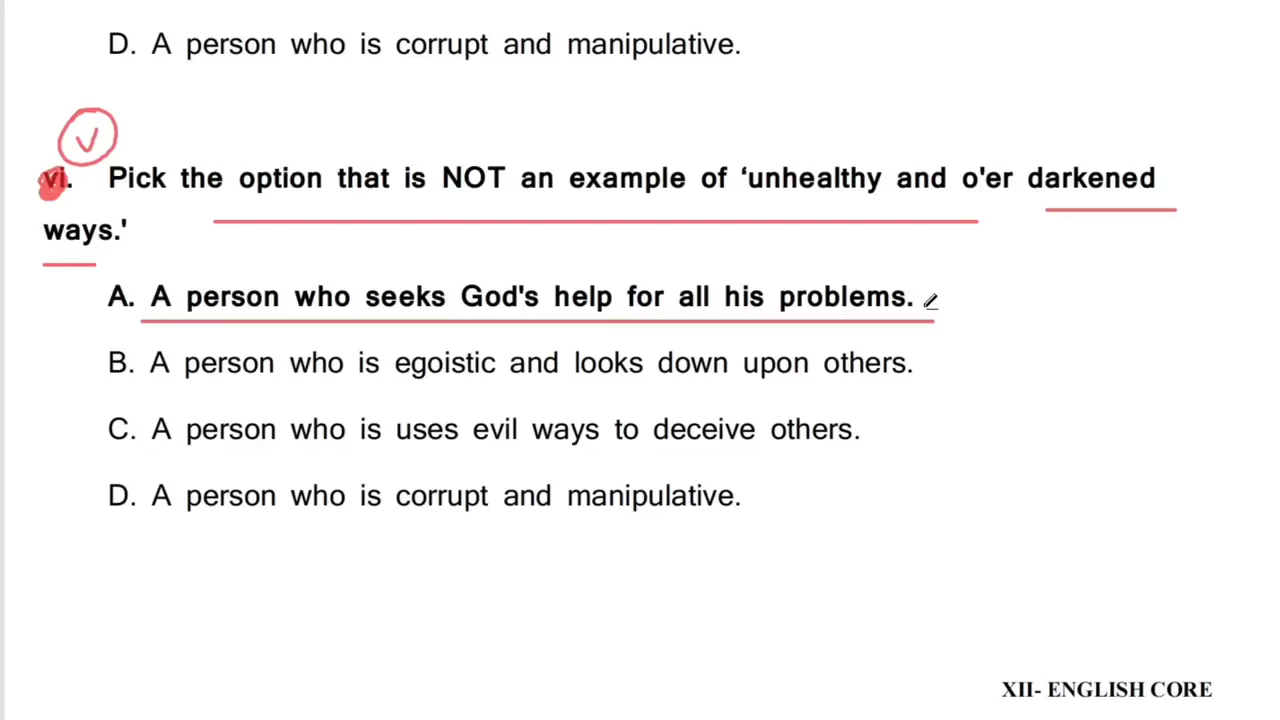 D. A person who is corrupt and manipulative.
V
vi. Pick the option that is NOT an example of ‘unhealthy and o'er darkened
ways.'
A. A person who seeks God's help for all his problems.
B. A person who is egoistic and looks down upon others.
C. A person who is uses evil ways to deceive others.
D. A person who is corrupt and manipulative.
XII- ENGLISH CORE